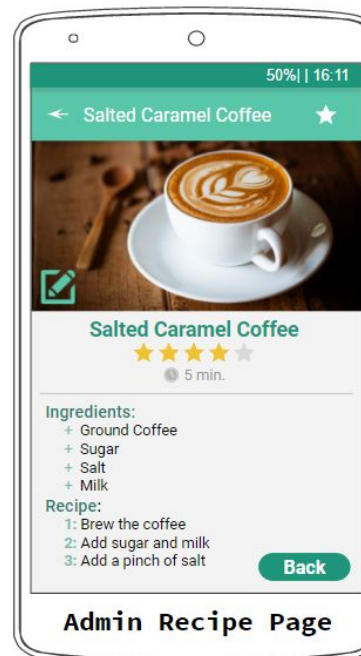 50%| | 16:11
Salted Caramel Coffee
Salted Caramel Coffee
5 min.
Ingredients:
+ Ground Coffee
+ Sugar
+ Salt
+ Milk
Recipe:
1: Brew the coffee
2: Add sugar and milk
3: Add a pinch of salt
Back
Admin Recipe Page